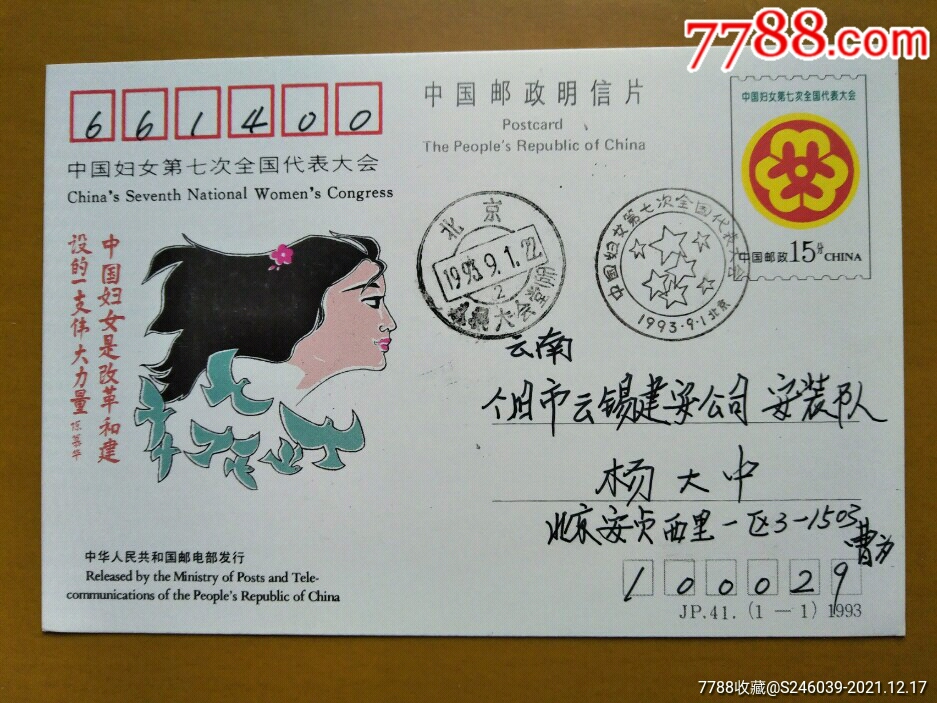 7788.com
661400
中国妇女第七次全国代表大会
China's Seventh National Women's Congress
中国邮政明信片
Postcard
The People's Republic of China
中国妇女第七次全国代表大会
中国邮政 15分 CHINA
北京
1993.9.1.22
2
大会堂
中国妇女第七次全国代表大会
1993·9·1北京
中国妇女是改革和建
设的一支伟大力量
云南
个旧市云锡建安公司 安装队
杨大中
北京安贞西里一区3-1503
曹
100029
中华人民共和国邮电部发行
Released by the Ministry of Posts and Tele-
communications of the People's Republic of China
JP.41. (1—1) 1993
7788收藏@S246039-2021.12.17